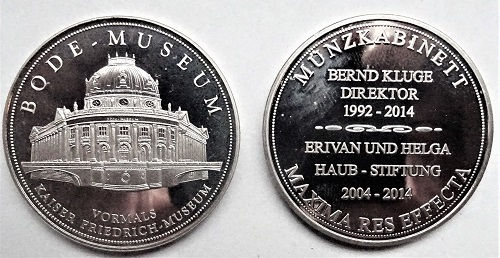 BODE - MUSEUM
VORMALS
KAISER FRIEDRICH-MUSEUM
MÜNZKABINETT
BERND KLUGE
DIREKTOR
1992 - 2014
ERIVAN UND HELGA
HAUB - STIFTUNG
2004 - 2014
MAXIMA RES EFFECTA